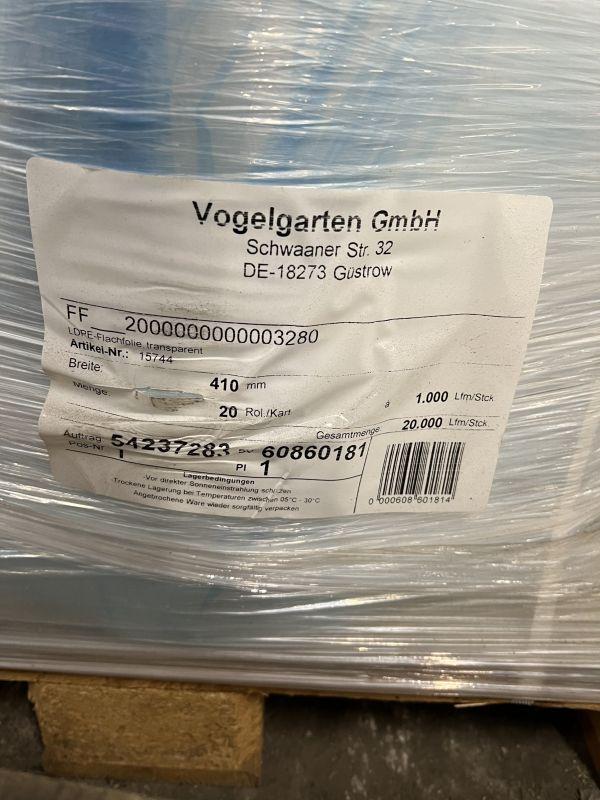 Vogelgarten GmbH
Schwaaner Str. 32
DE-18273 Güstrow
FF 2000000000003280
LDPE-Flachfolie, transparent
Artikel-Nr.: 15744
Breite: 410 mm
Menge: 20 Rol./Kart à 1.000 Lfm/Stck
Gesamtmenge 20.000 Lfm/Stck
Auftrag 54237283 60860181
Pos-Nr 1 Pl 1
Lagerbedingungen
-Vor direkter Sonneneinstrahlung schützen
Trockene Lagerung bei Temperaturen zwischen 05°C - 30°C
Angebrochene Ware wieder sorgfältig verpacken
0 000608 601814